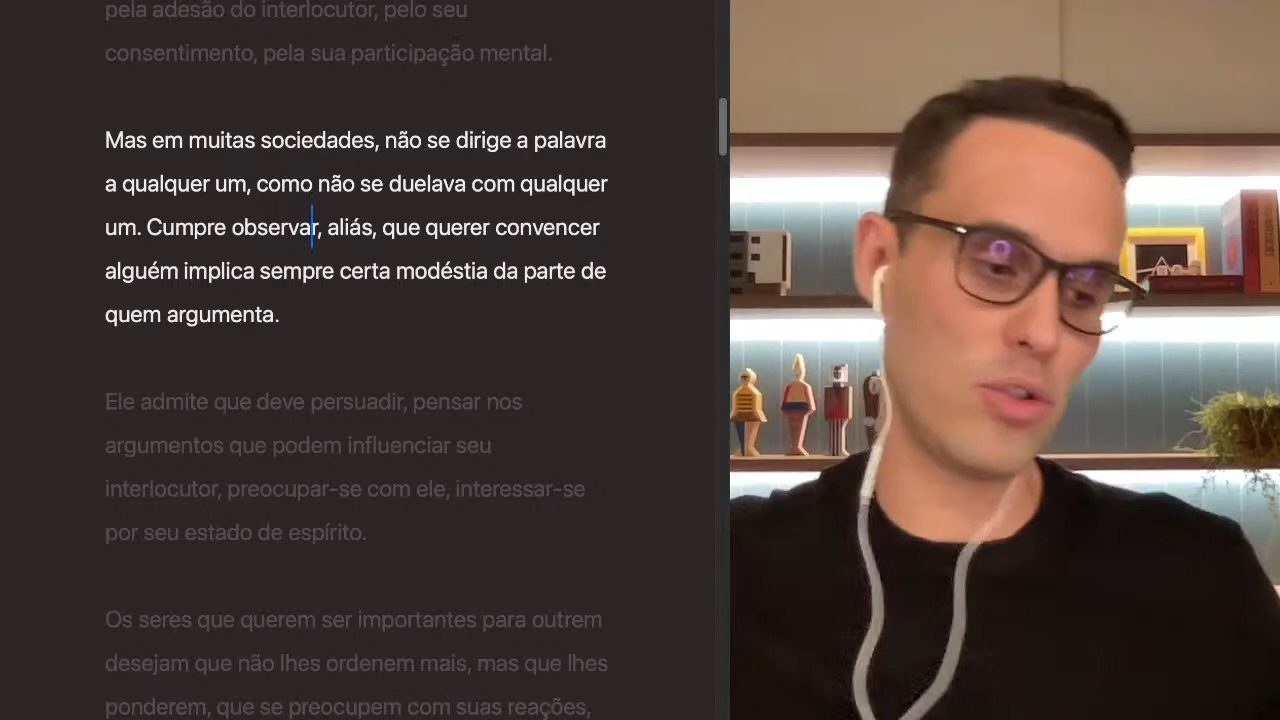 pela adesão do interlocutor, pelo seu
consentimento, pela sua participação mental.
Mas em muitas sociedades, não se dirige a palavra
a qualquer um, como não se duelava com qualquer
um. Cumpre observar, aliás, que querer convencer
alguém implica sempre certa modéstia da parte de
quem argumenta.
Ele admite que deve persuadir, pensar nos
argumentos que podem influenciar seu
interlocutor, preocupar-se com ele, interessar-se
por seu estado de espírito.
Os seres que querem ser importantes para outrem
desejam que não lhes ordenem mais, mas que lhes
ponderem, que se preocupem com suas reações,